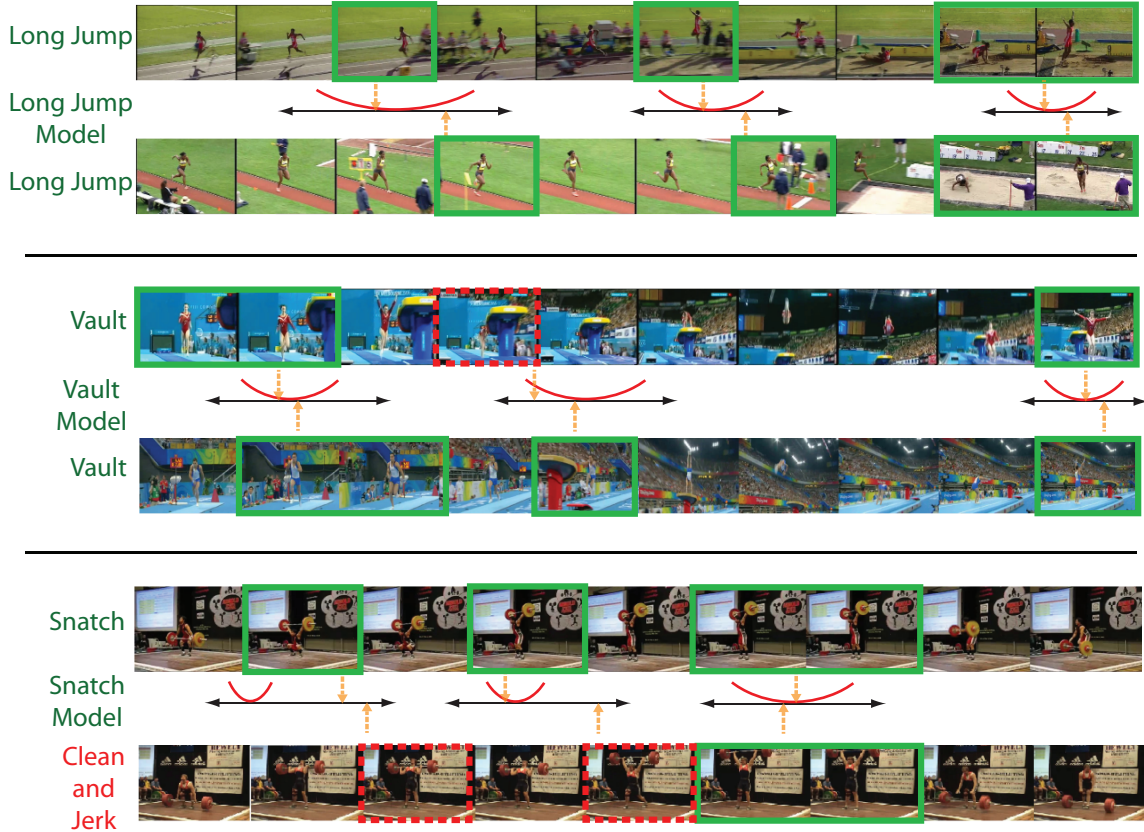 Long Jump
Long Jump
Model
Long Jump
Vault
Vault
Model
Vault
Snatch
Snatch
Model
Clean
and
Jerk